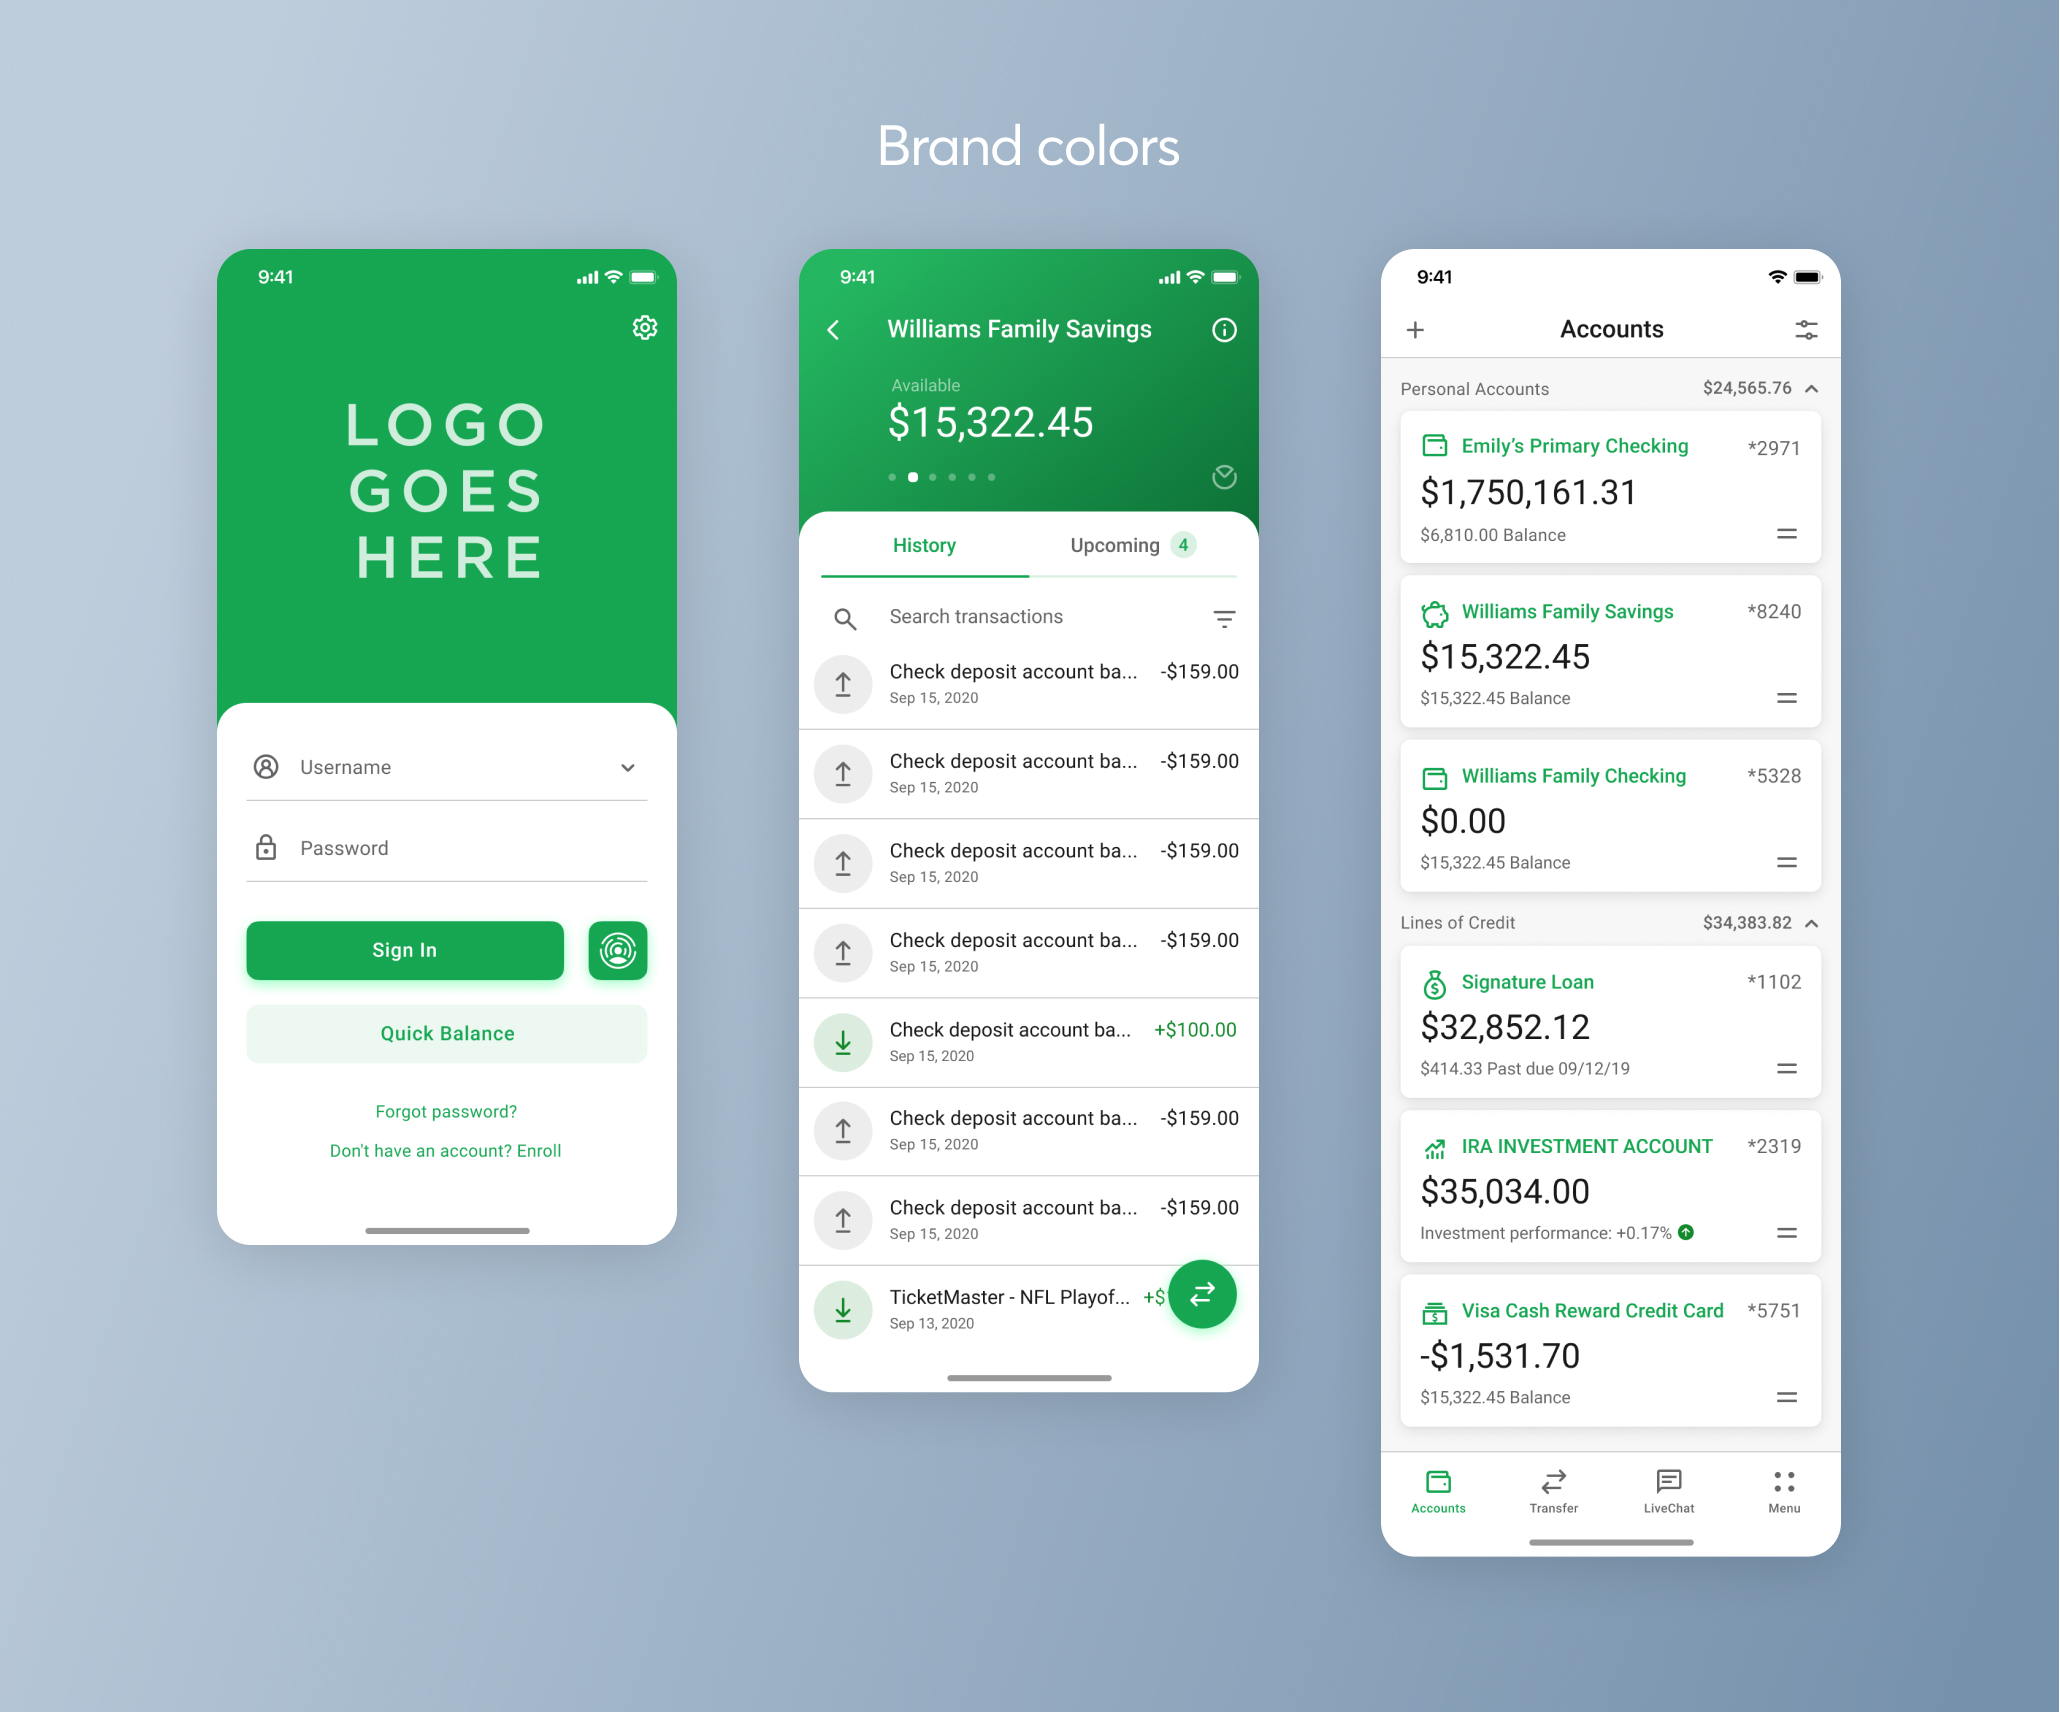 Brand colors
9:41
LOGO
GOES
HERE
Username
Password
Sign In
Quick Balance
Forgot password?
Don't have an account? Enroll
9:41
Williams Family Savings
Available
$15,322.45
History
Upcoming 4
Search transactions
Check deposit account ba... -$159.00
Sep 15, 2020
Check deposit account ba... -$159.00
Sep 15, 2020
Check deposit account ba... -$159.00
Sep 15, 2020
Check deposit account ba... -$159.00
Sep 15, 2020
Check deposit account ba... +$100.00
Sep 15, 2020
Check deposit account ba... -$159.00
Sep 15, 2020
Check deposit account ba... -$159.00
Sep 15, 2020
TicketMaster - NFL Playof... +$
Sep 13, 2020
9:41
Accounts
Personal Accounts $24,565.76
Emily’s Primary Checking *2971
$1,750,161.31
$6,810.00 Balance
Williams Family Savings *8240
$15,322.45
$15,322.45 Balance
Williams Family Checking *5328
$0.00
$15,322.45 Balance
Lines of Credit $34,383.82
Signature Loan *1102
$32,852.12
$414.33 Past due 09/12/19
IRA INVESTMENT ACCOUNT *2319
$35,034.00
Investment performance: +0.17%
Visa Cash Reward Credit Card *5751
-$1,531.70
$15,322.45 Balance
Accounts Transfer LiveChat Menu